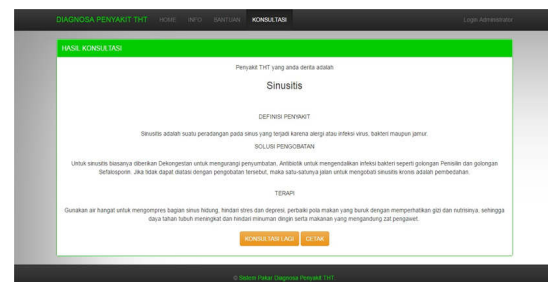 DIAGNOSA PENYAKIT THT HOME INFO BANTUAN KONSULTASI Login Administrator
HASIL KONSULTASI
Penyakit THT yang anda derita adalah
Sinusitis
DEFINISI PENYAKIT
Sinusitis adalah suatu peradangan pada sinus yang terjadi karena alergi atau infeksi virus, bakteri maupun jamur.
SOLUSI PENGOBATAN
Untuk sinusitis biasanya diberikan Dekongestan untuk mengurangi penyumbatan, Antibiotik untuk mengendalikan infeksi bakteri seperti golongan Penisilin dan golongan
Sefalosporin. Jika tidak dapat diatasi dengan pengobatan tersebut, maka satu-satunya jalan untuk mengobati sinusitis kronis adalah pembedahan.
TERAPI
Gunakan air hangat untuk mengompres bagian sinus hidung, hindari stres dan depresi, perbaiki pola makan yang buruk dengan memperhatikan gizi dan nutrisinya, sehingga
daya tahan tubuh meningkat dan hindari minuman dingin serta makanan yang mengandung zat pengawet.
KONSULTASI LAGI CETAK
© Sistem Pakar Diagnosa Penyakit THT